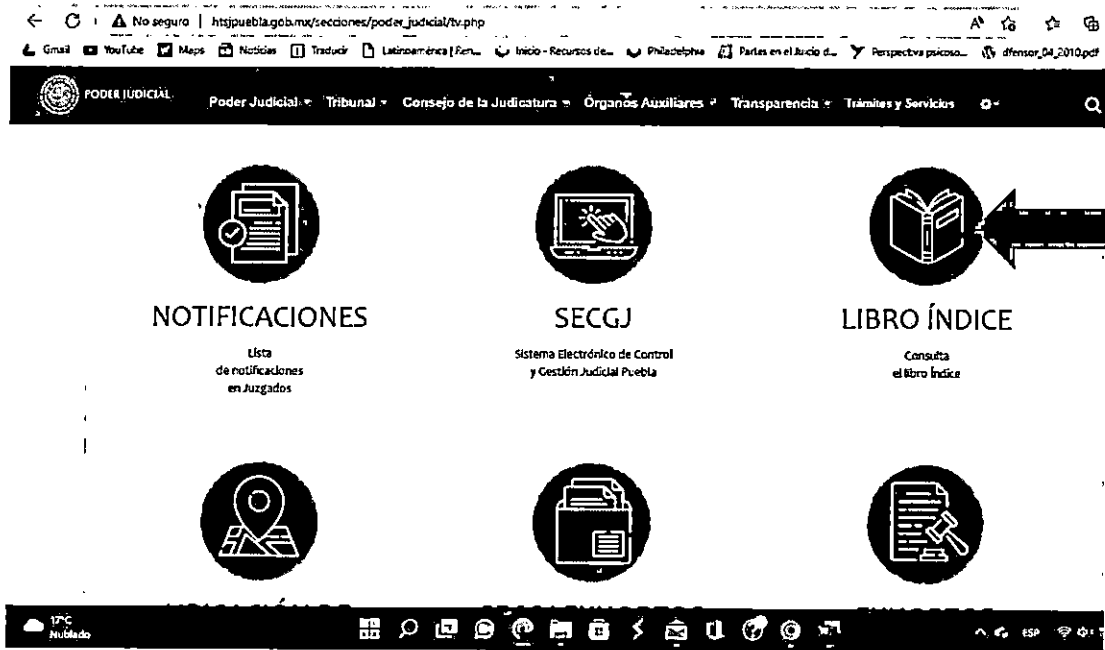 No seguro | htsjpuebla.gob.mx/secciones/poder_judicial/tv.php
Gmail YouTube Maps Noticias Traducir Latinoamérica | Ren... Inicio - Recursos de... Philadelphia Partes en el Juicio d... Perspectiva psicoso... dfensor_04_2010.pdf
PODER JUDICIAL Poder Judicial Tribunal Consejo de la Judicatura Órganos Auxiliares Transparencia Trámites y Servicios
NOTIFICACIONES SECGJ LIBRO ÍNDICE
Lista Sistema Electrónico de Control Consulta
de notificaciones y Gestión Judicial Puebla el libro Índice
en Juzgados
17°C
Nublado ESP